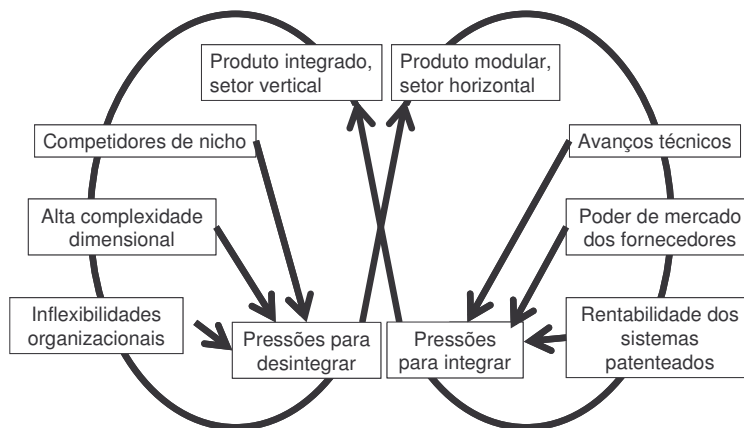 Produto integrado,
setor vertical
Produto modular,
setor horizontal
Competidores de nicho
Avanços técnicos
Alta complexidade
dimensional
Poder de mercado
dos fornecedores
Inflexibilidades
organizacionais
Pressões para
desintegrar
Pressões
para integrar
Rentabilidade dos
sistemas
patenteados